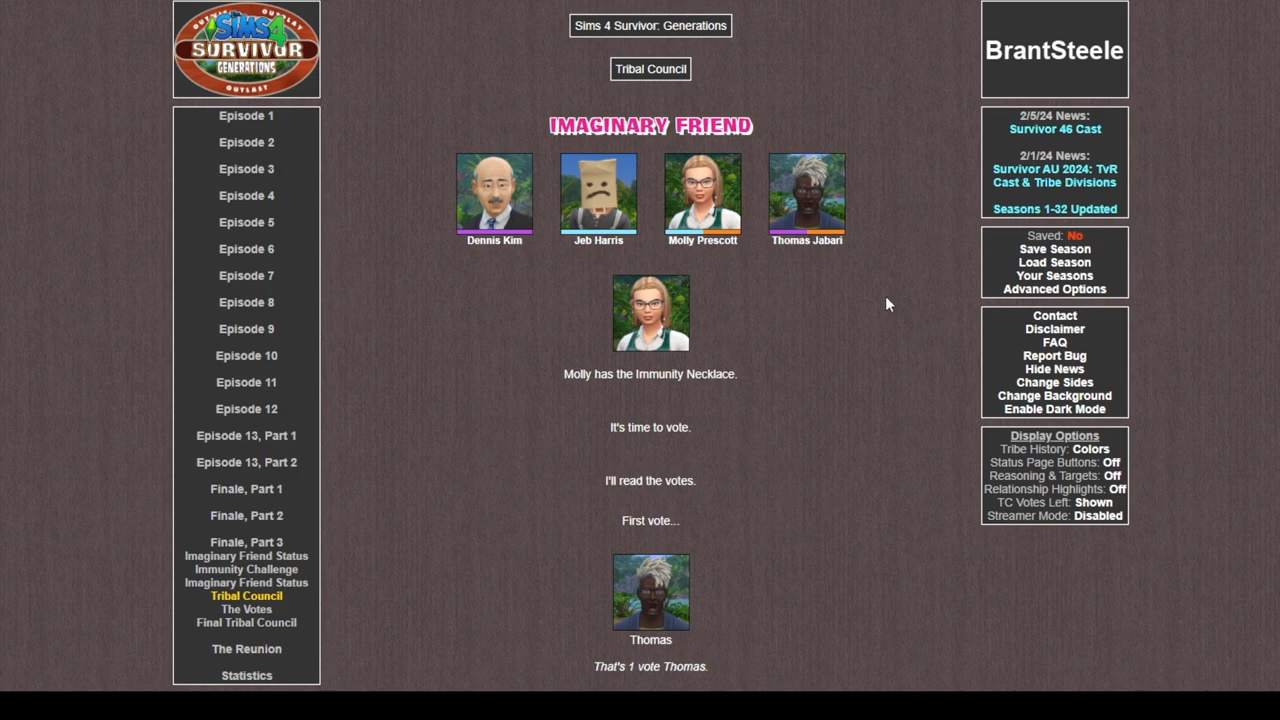 OUTWIT OUTPLAY
THE SIMS 4
SURVIVOR
GENERATIONS
OUTLAST
Episode 1
Episode 2
Episode 3
Episode 4
Episode 5
Episode 6
Episode 7
Episode 8
Episode 9
Episode 10
Episode 11
Episode 12
Episode 13, Part 1
Episode 13, Part 2
Finale, Part 1
Finale, Part 2
Finale, Part 3
Imaginary Friend Status
Immunity Challenge
Imaginary Friend Status
Tribal Council
The Votes
Final Tribal Council
The Reunion
Statistics
Sims 4 Survivor: Generations
Tribal Council
IMAGINARY FRIEND
Dennis Kim
Jeb Harris
Molly Prescott
Thomas Jabari
Molly has the Immunity Necklace.
It's time to vote.
I'll read the votes.
First vote...
Thomas
That's 1 vote Thomas.
BrantSteele
2/5/24 News:
Survivor 46 Cast
2/1/24 News:
Survivor AU 2024: TvR
Cast & Tribe Divisions
Seasons 1-32 Updated
Saved: No
Save Season
Load Season
Your Seasons
Advanced Options
Contact
Disclaimer
FAQ
Report Bug
Hide News
Change Sides
Change Background
Enable Dark Mode
Display Options
Tribe History: Colors
Status Page Buttons: Off
Reasoning & Targets: Off
Relationship Highlights: Off
TC Votes Left: Shown
Streamer Mode: Disabled